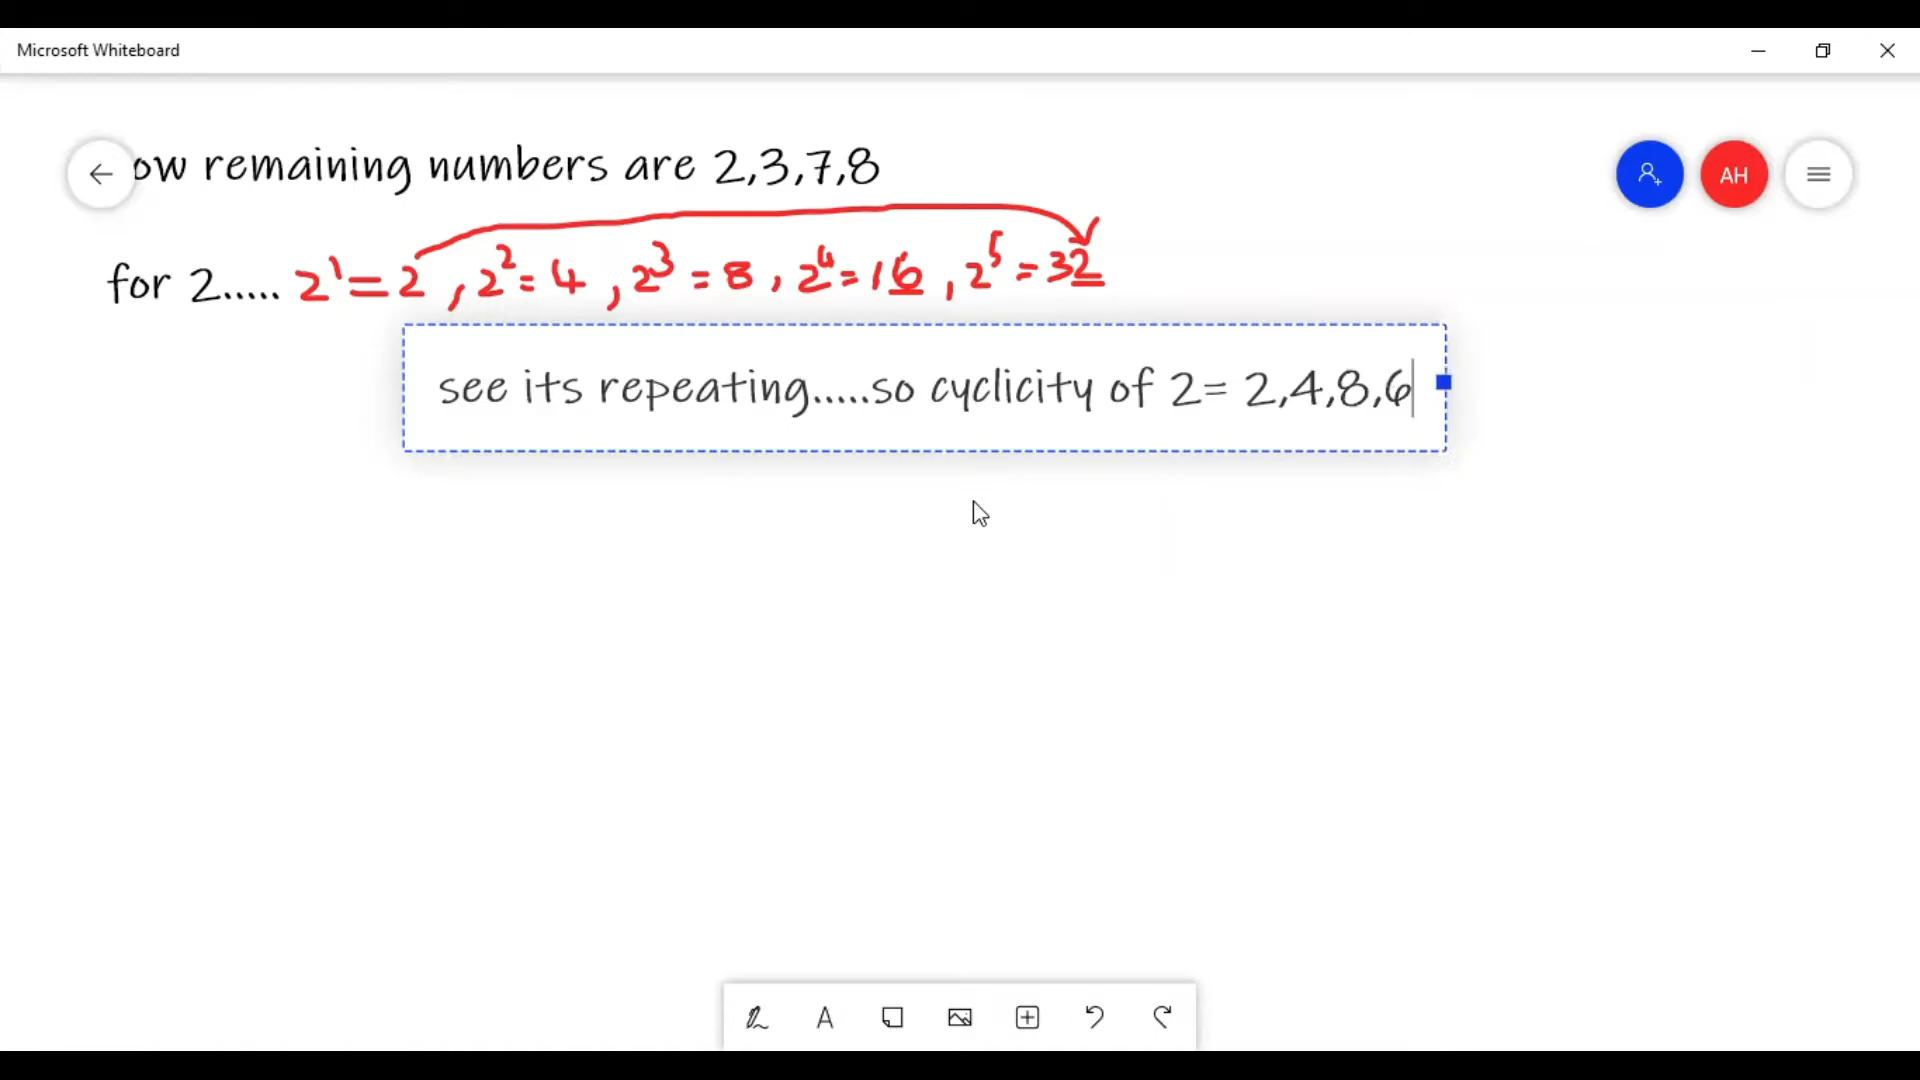 Microsoft Whiteboard
ow remaining numbers are 2,3,7,8
AH
for 2..... 2¹=2, 2²=4, 2³=8, 2⁴=16, 2⁵=32
see its repeating.....so cyclicity of 2= 2,4,8,6
A